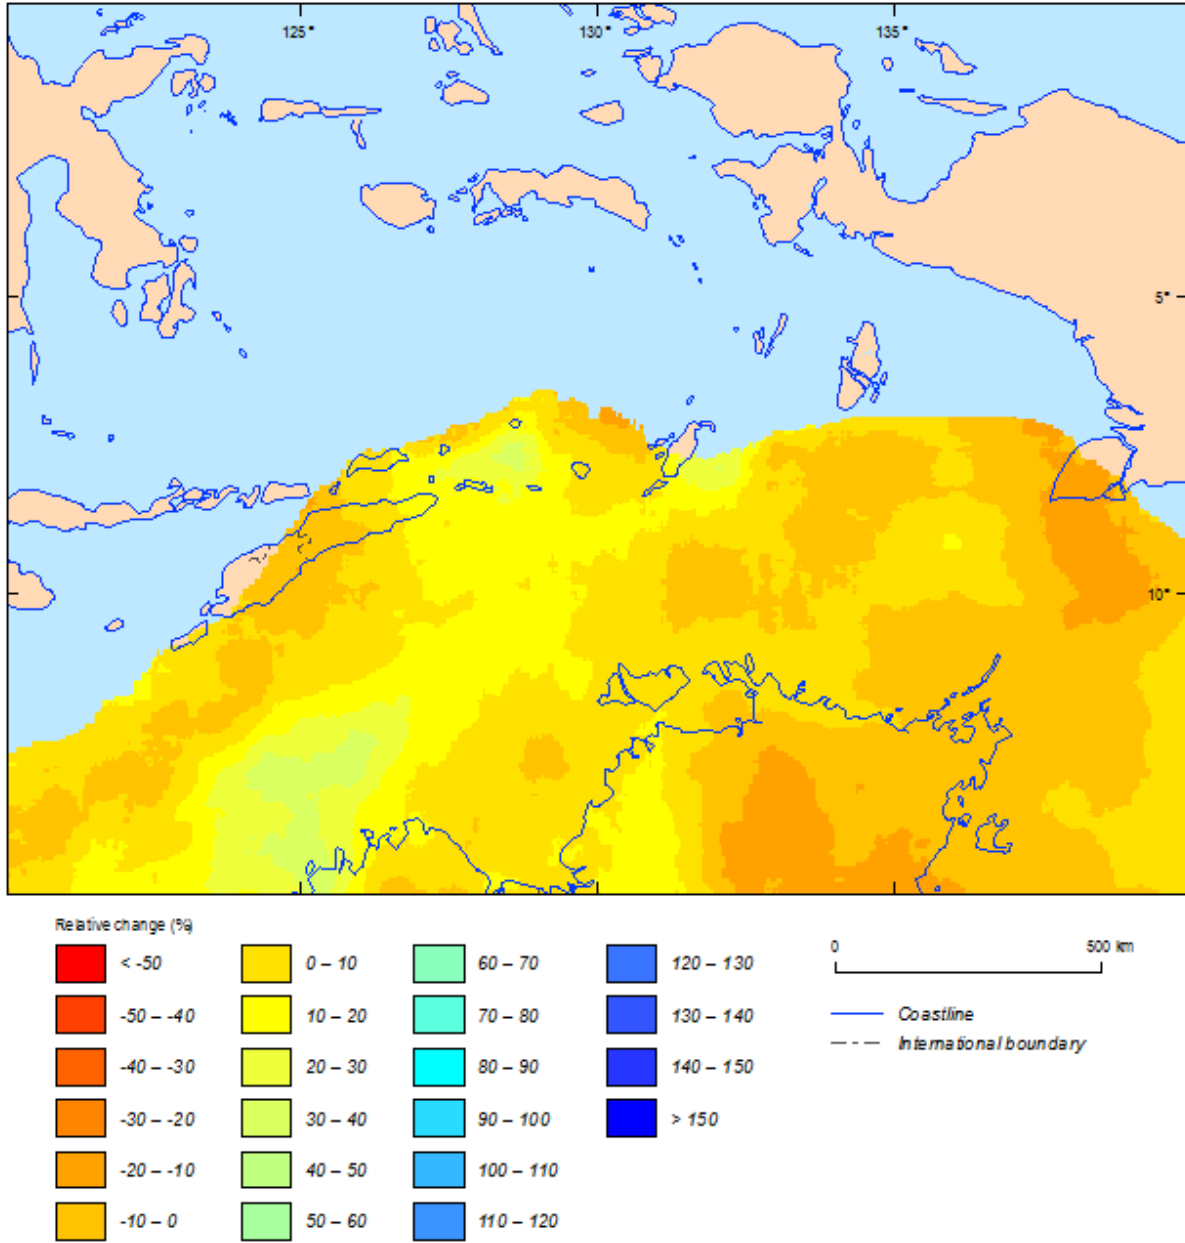 125°
130°
135°
5°
10°
Relative change (%)
< -50
-50 – -40
-40 – -30
-30 – -20
-20 – -10
-10 – 0
0 – 10
10 – 20
20 – 30
30 – 40
40 – 50
50 – 60
60 – 70
70 – 80
80 – 90
90 – 100
100 – 110
110 – 120
120 – 130
130 – 140
140 – 150
> 150
0 500 km
Coastline
International boundary